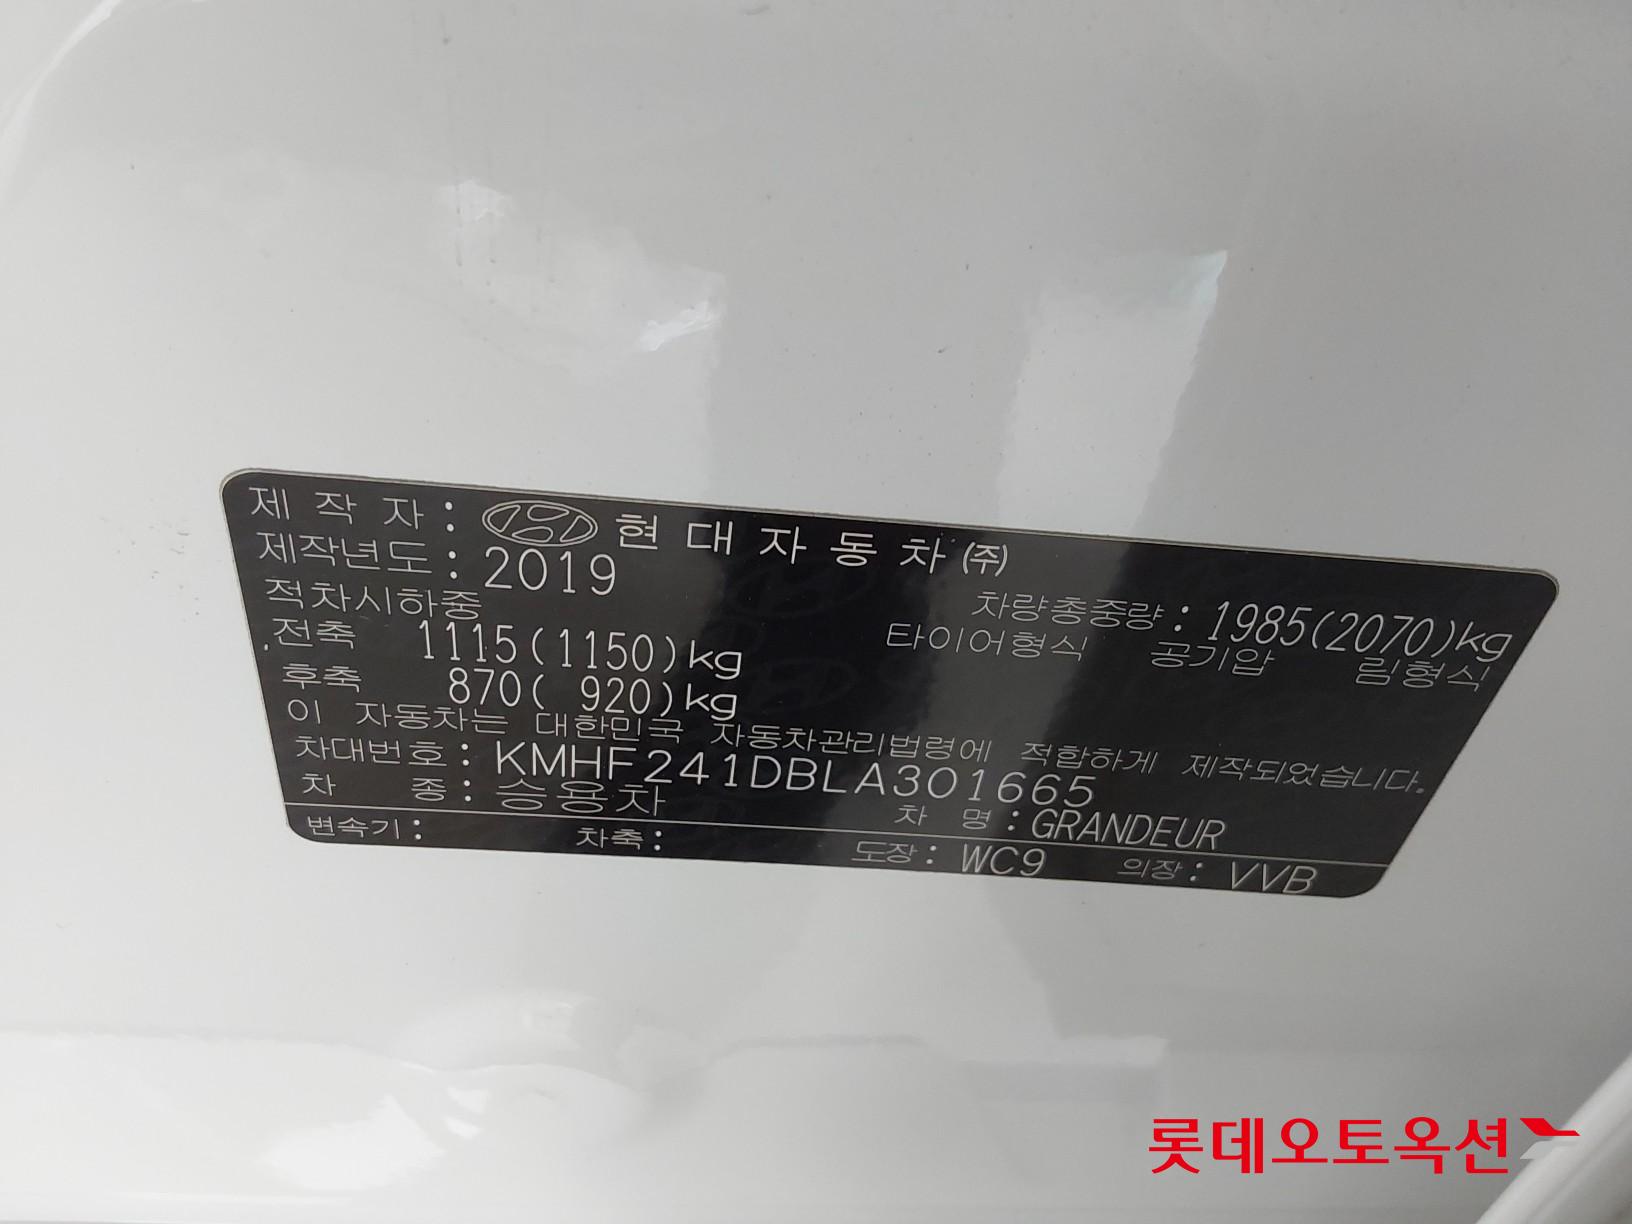 제 작 자 : 현 대 자 동 차 (주)
제작년도 : 2019
적차시하중 차량총중량 : 1985(2070)kg
전축 1115(1150)kg 타이어형식 공기압 림형식
후축 870( 920)kg
이 자동차는 대한민국 자동차관리법령에 적합하게 제작되었습니다.
차대번호 : KMHF241DBLA301665
차 종 : 승용차 차 명 : GRANDEUR
변속기 : 차축 : 도장 : WC9 의장 : VVB
롯데오토옥션